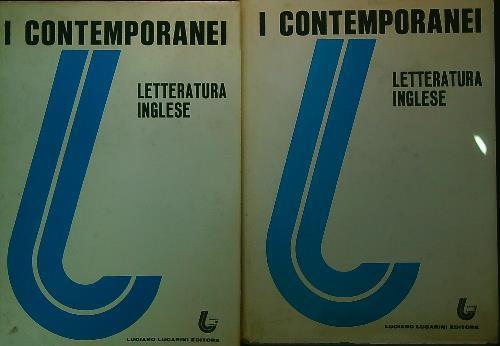 I CONTEMPORANEI
LETTERATURA
INGLESE
LUCIANO LUCARINI EDITORE
I CONTEMPORANEI
LETTERATURA
INGLESE
LUCIANO LUCARINI EDITORE